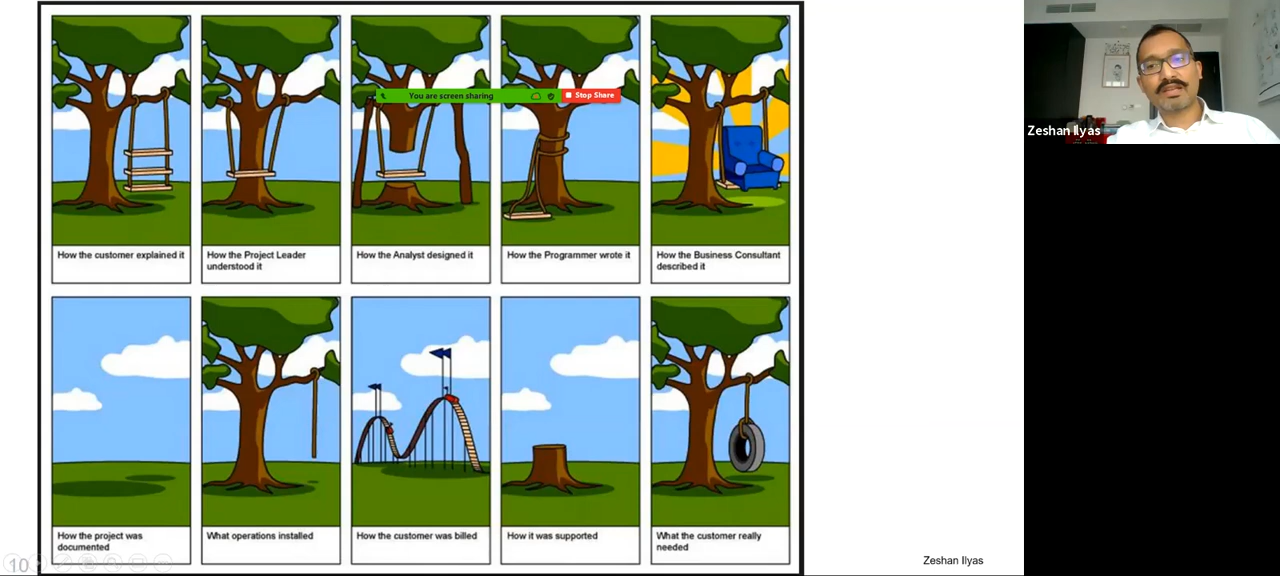 You are screen sharing
Stop Share
Zeshan Ilyas
How the customer explained it
How the Project Leader
understood it
How the Analyst designed it
How the Programmer wrote it
How the Business Consultant
described it
How the project was
documented
What operations installed
How the customer was billed
How it was supported
What the customer really
needed
10
Zeshan Ilyas